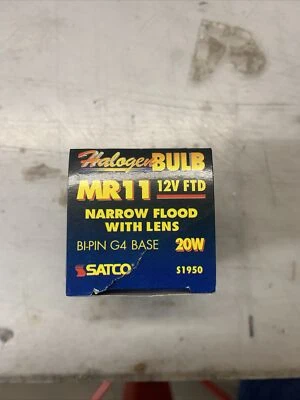 Halogen BULB
MR11 12V FTD
NARROW FLOOD
WITH LENS
BI-PIN G4 BASE 20W
SATCO S1950